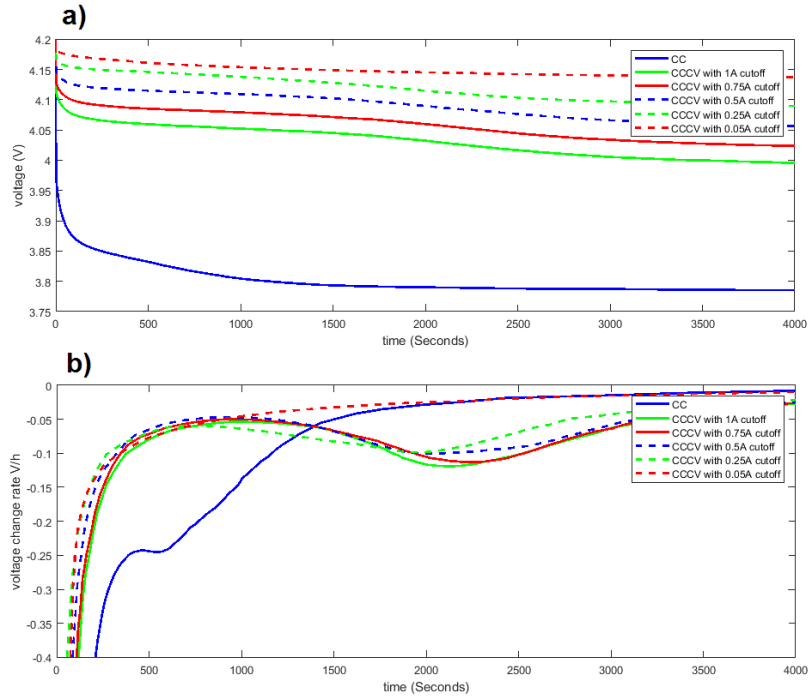 a)
4.2
4.15
4.1
4.05
4
3.95
3.9
3.85
3.8
3.75
voltage (V)
CC
CCCV with 1A cutoff
CCCV with 0.75A cutoff
CCCV with 0.5A cutoff
CCCV with 0.25A cutoff
CCCV with 0.05A cutoff
0 500 1000 1500 2000 2500 3000 3500 4000
time (Seconds)
b)
0
-0.05
-0.1
-0.15
-0.2
-0.25
-0.3
-0.35
-0.4
voltage change rate V/h
CC
CCCV with 1A cutoff
CCCV with 0.75A cutoff
CCCV with 0.5A cutoff
CCCV with 0.25A cutoff
CCCV with 0.05A cutoff
0 500 1000 1500 2000 2500 3000 3500 4000
time (Seconds)